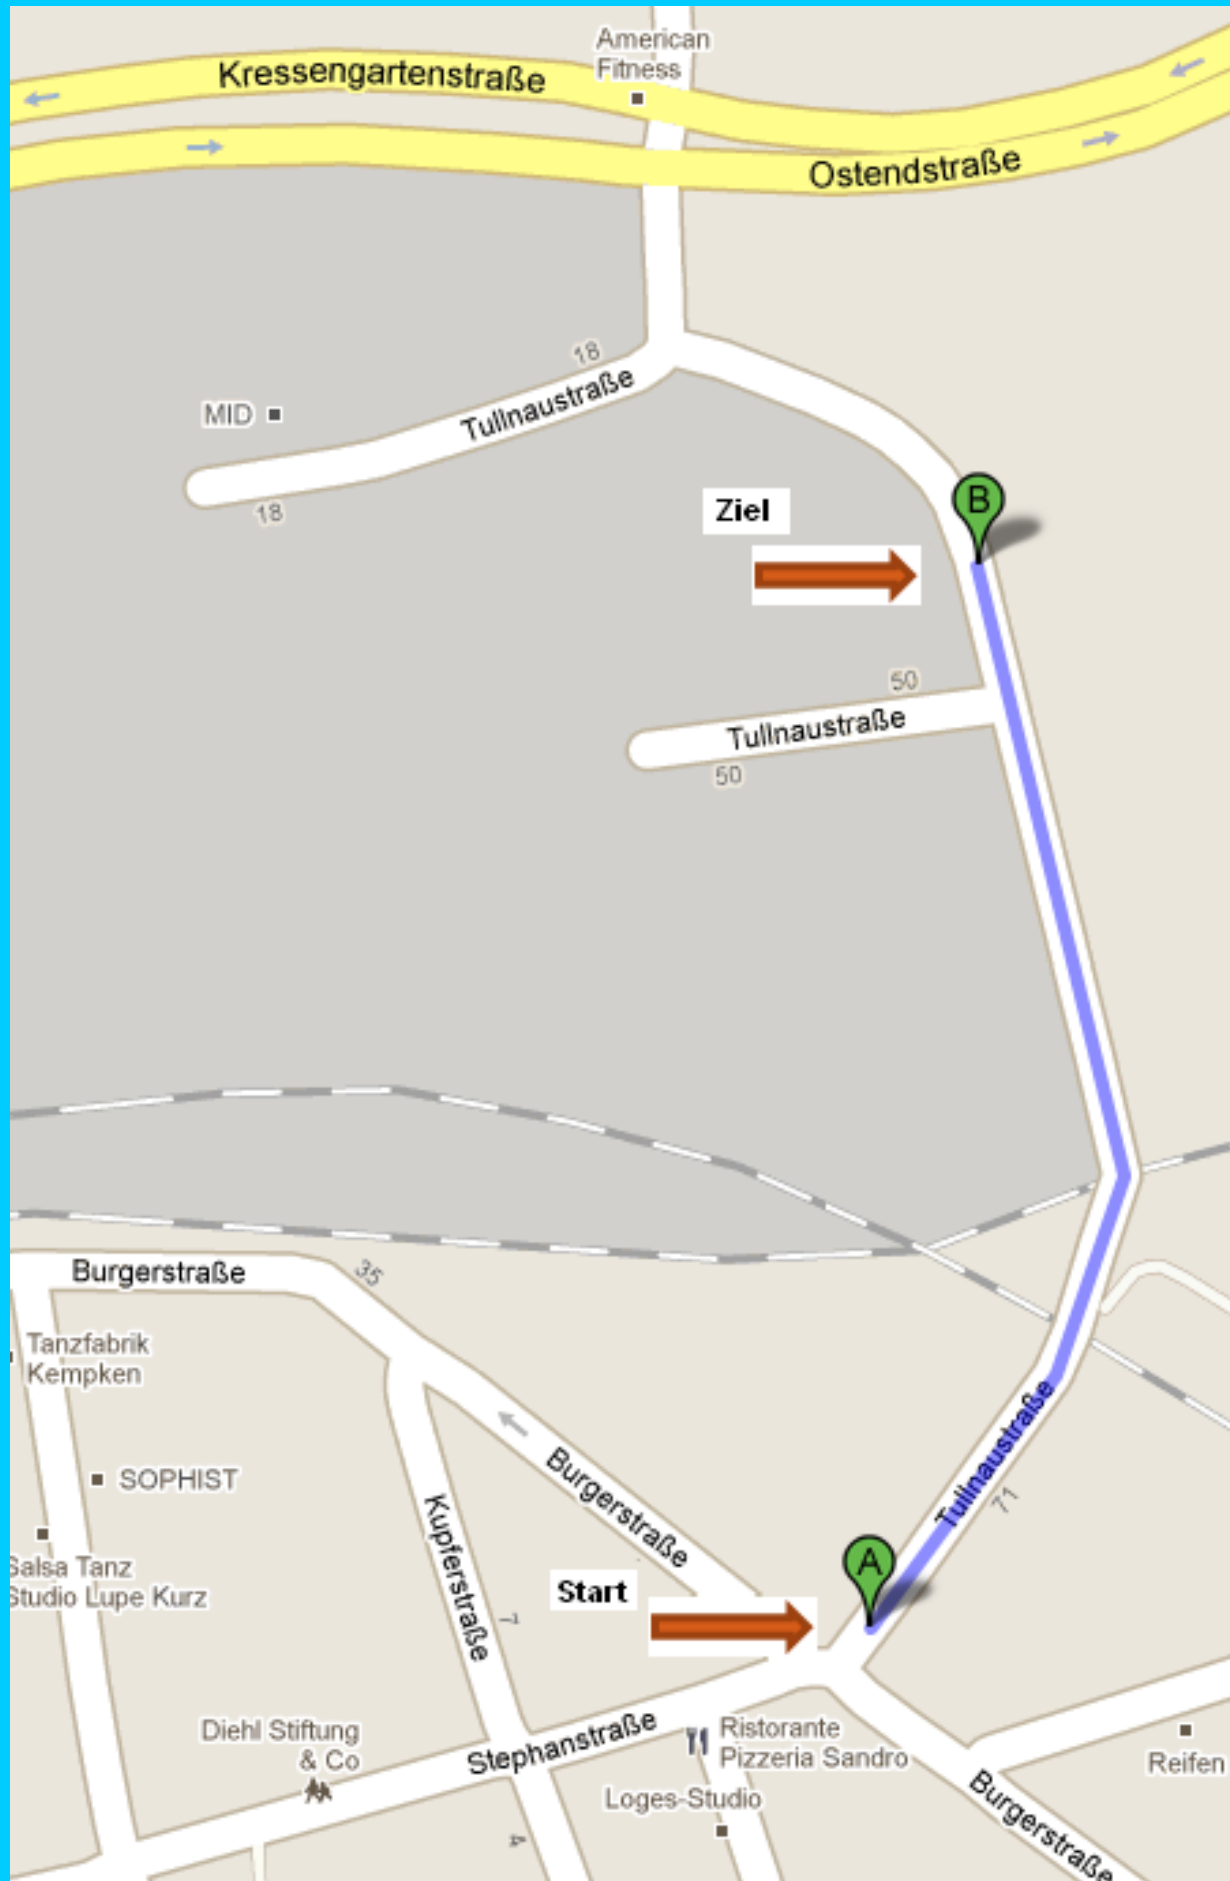 American
Fitness
Kressengartenstraße
Ostendstraße
18
Tullnaustraße
MID
18
B
Ziel
50
Tullnaustraße
50
Burgerstraße
35
Tanzfabrik
Kempken
Tullnaustraße
71
SOPHIST
Burgerstraße
Kupferstraße
Salsa Tanz
Studio Lupe Kurz
A
Start
1
Diehl Stiftung
& Co
Stephanstraße
Ristorante
Pizzeria Sandro
Reifen
Loges-Studio
Burgerstraße
4